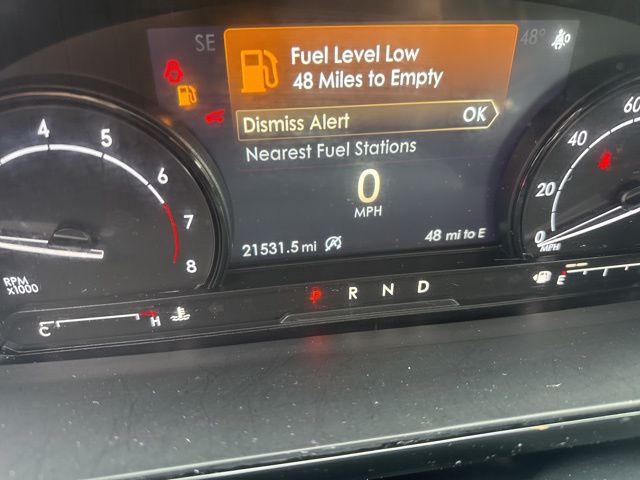 SE
48°
Fuel Level Low
48 Miles to Empty
Dismiss Alert OK
Nearest Fuel Stations
0
MPH
21531.5 mi
48 mi to E
4 5 6 7 8
RPM
x1000
0 20 40 60
MPH
P R N D
C H
E